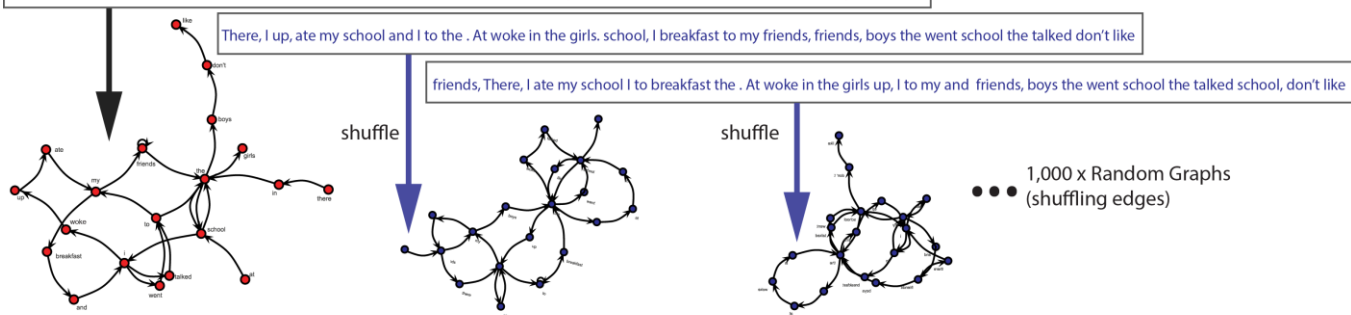 There, I up, ate my school and I to the . At woke in the girls. school, I breakfast to my friends, friends, boys the went school the talked don't like
friends, There, I ate my school I to breakfast the . At woke in the girls up, I to my and friends, boys the went school the talked school, don't like
shuffle
shuffle
1,000 x Random Graphs
(shuffling edges)
like
don't
boys
ate
friends
the
girls
my
in
there
up
woke
to
school
breakfast
i
talked
at
went
and